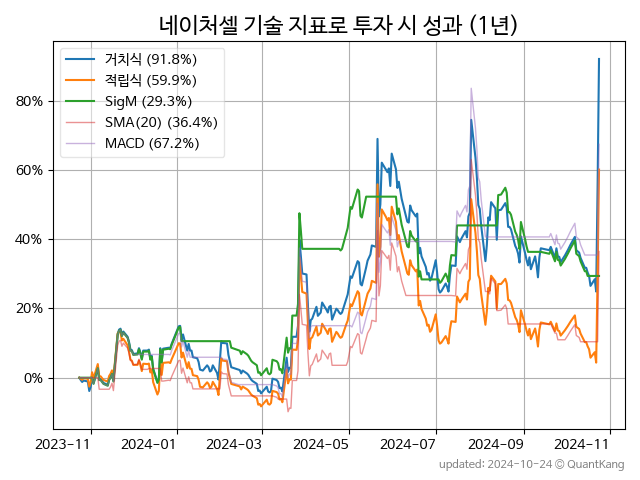 네이처셀 기술 지표로 투자 시 성과 (1년)
거치식 (91.8%)
적립식 (59.9%)
SigM (29.3%)
SMA(20) (36.4%)
MACD (67.2%)
80%
60%
40%
20%
0%
2023-11 2024-01 2024-03 2024-05 2024-07 2024-09 2024-11
updated: 2024-10-24 @ QuantKang